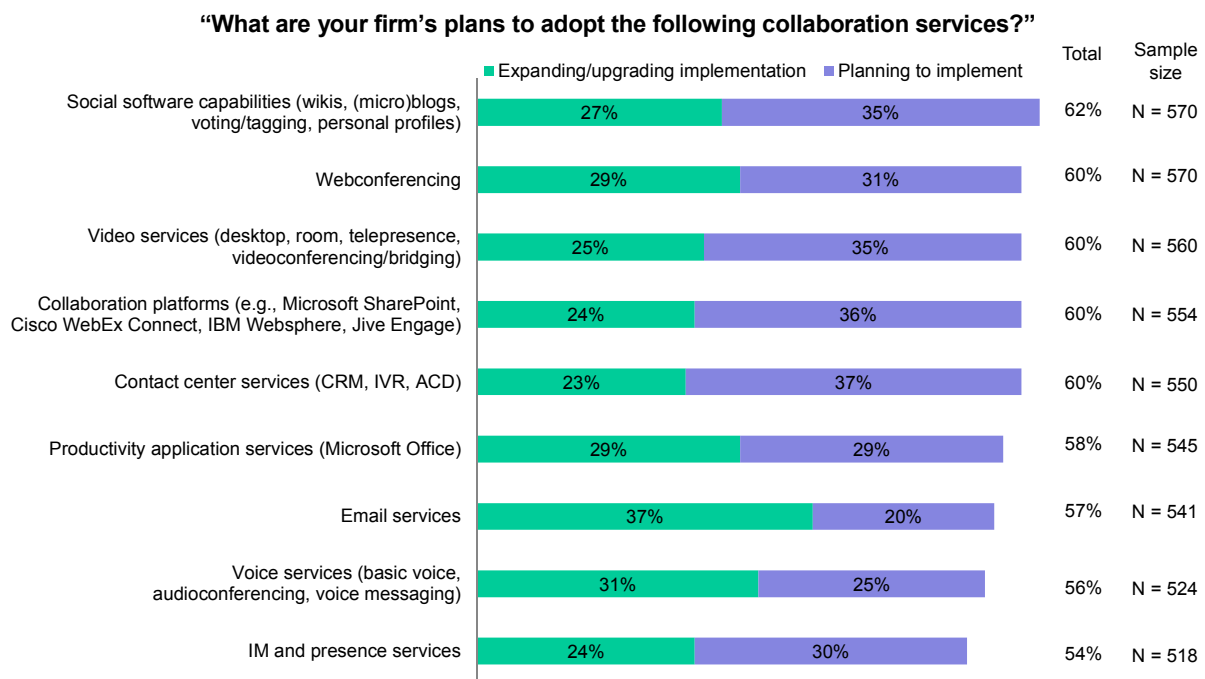 “What are your firm’s plans to adopt the following collaboration services?”
Total
Sample
size
Expanding/upgrading implementation
Planning to implement
Social software capabilities (wikis, (micro)blogs,
voting/tagging, personal profiles)
27%
35%
62%
N = 570
Webconferencing
29%
31%
60%
N = 570
Video services (desktop, room, telepresence,
videoconferencing/bridging)
25%
35%
60%
N = 560
Collaboration platforms (e.g., Microsoft SharePoint,
Cisco WebEx Connect, IBM Websphere, Jive Engage)
24%
36%
60%
N = 554
Contact center services (CRM, IVR, ACD)
23%
37%
60%
N = 550
Productivity application services (Microsoft Office)
29%
29%
58%
N = 545
Email services
37%
20%
57%
N = 541
Voice services (basic voice,
audioconferencing, voice messaging)
31%
25%
56%
N = 524
IM and presence services
24%
30%
54%
N = 518